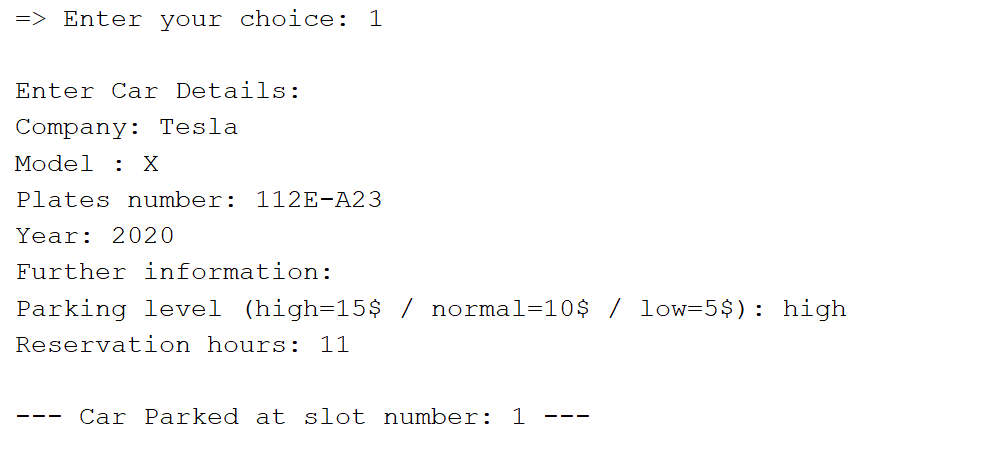 => Enter your choice: 1
Enter Car Details:
Company: Tesla
Model : X
Plates number: 112E-A23
Year: 2020
Further information:
Parking level (high=15$ / normal=10$ / low=5$): high
Reservation hours: 11
--- Car Parked at slot number: 1 ---